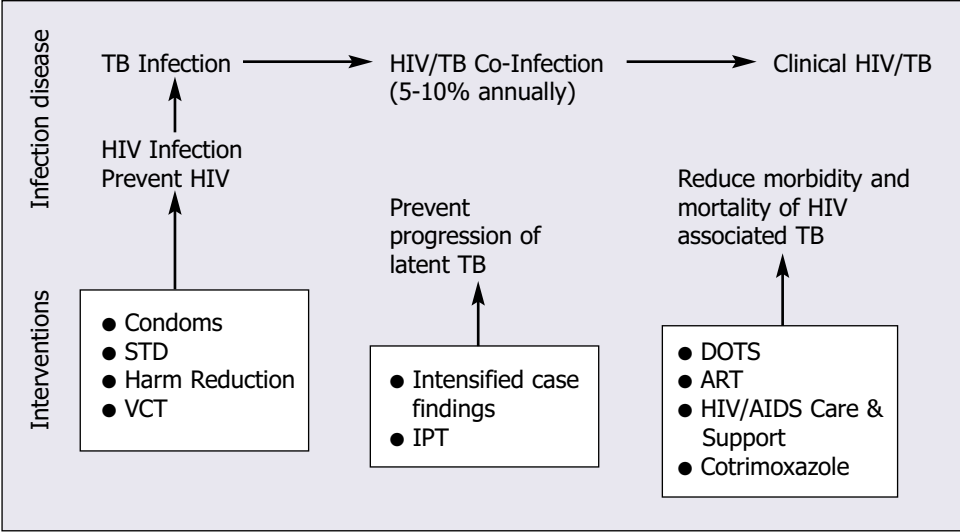 Infection disease
TB Infection
HIV/TB Co-Infection
(5-10% annually)
Clinical HIV/TB
HIV Infection
Prevent HIV
Prevent
progression of
latent TB
Reduce morbidity and
mortality of HIV
associated TB
Interventions
● Condoms
● STD
● Harm Reduction
● VCT
● Intensified case
findings
● IPT
● DOTS
● ART
● HIV/AIDS Care &
Support
● Cotrimoxazole